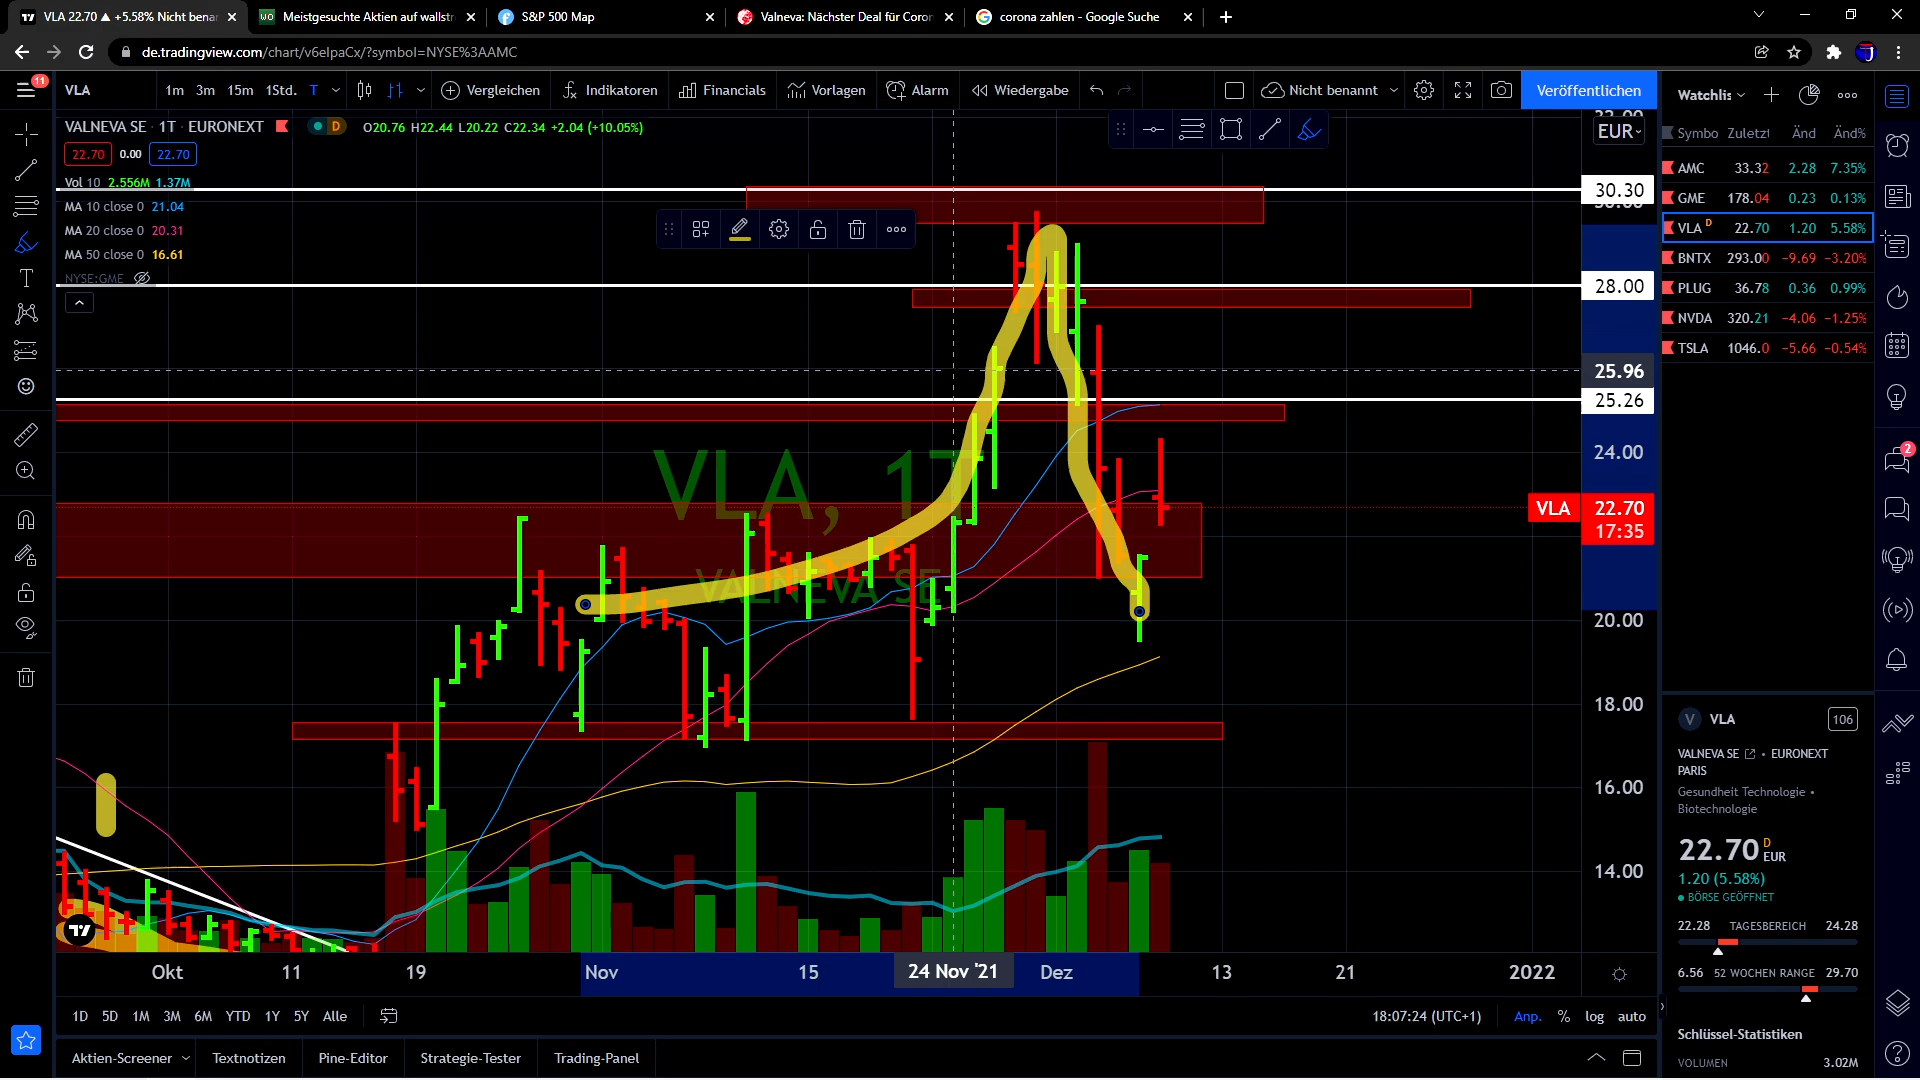 VLA 22.70 ▲ +5.58% Nicht benan
Meistgesuchte Aktien auf wallstr
S&P 500 Map
Valneva: Nächster Deal für Coron
corona zahlen - Google Suche
de.tradingview.com/chart/v6elpaCx/?symbol=NYSE%3AAMC
11
VLA
1m 3m 15m 1Std. T
Vergleichen
Indikatoren
Financials
Vorlagen
Alarm
Wiedergabe
Nicht benannt
Veröffentlichen
VALNEVA SE · 1T · EURONEXT
D
O20.76 H22.44 L20.22 C22.34 +2.04 (+10.05%)
22.70 0.00 22.70
Vol 10 2.556M 1.37M
MA 10 close 0 21.04
MA 20 close 0 20.31
MA 50 close 0 16.61
NYSE:GME
VLA, 1T
VALNEVA SE
EUR
30.30
28.00
25.96
25.26
24.00
VLA 22.70
17:35
20.00
18.00
16.00
14.00
Okt 11 19 Nov 15 24 Nov '21 Dez 13 21 2022
1D 5D 1M 3M 6M YTD 1Y 5Y Alle
18:07:24 (UTC+1)
Anp. % log auto
Aktien-Screener
Textnotizen
Pine-Editor
Strategie-Tester
Trading-Panel
Watchlis
Symbo Zuletzt Änd Änd%
AMC 33.32 2.28 7.35%
GME 178.04 0.23 0.13%
VLA D 22.70 1.20 5.58%
BNTX 293.00 −9.69 −3.20%
PLUG 36.78 0.36 0.99%
NVDA 320.21 −4.06 −1.25%
TSLA 1046.0 −5.66 −0.54%
2
V VLA 106
VALNEVA SE • EURONEXT
PARIS
Gesundheit Technologie •
Biotechnologie
22.70 D EUR
1.20 (5.58%)
BÖRSE GEÖFFNET
22.28 TAGESBEREICH 24.28
6.56 52 WOCHEN RANGE 29.70
Schlüssel-Statistiken
VOLUMEN 3.02M